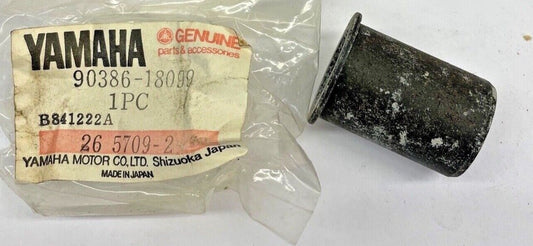 YAMAHA GENUINE
parts & accessories
90386-18099
1PC
B841222A
26 5709-2
YAMAHA MOTOR CO., LTD. Shizuoka Japan
MADE IN JAPAN